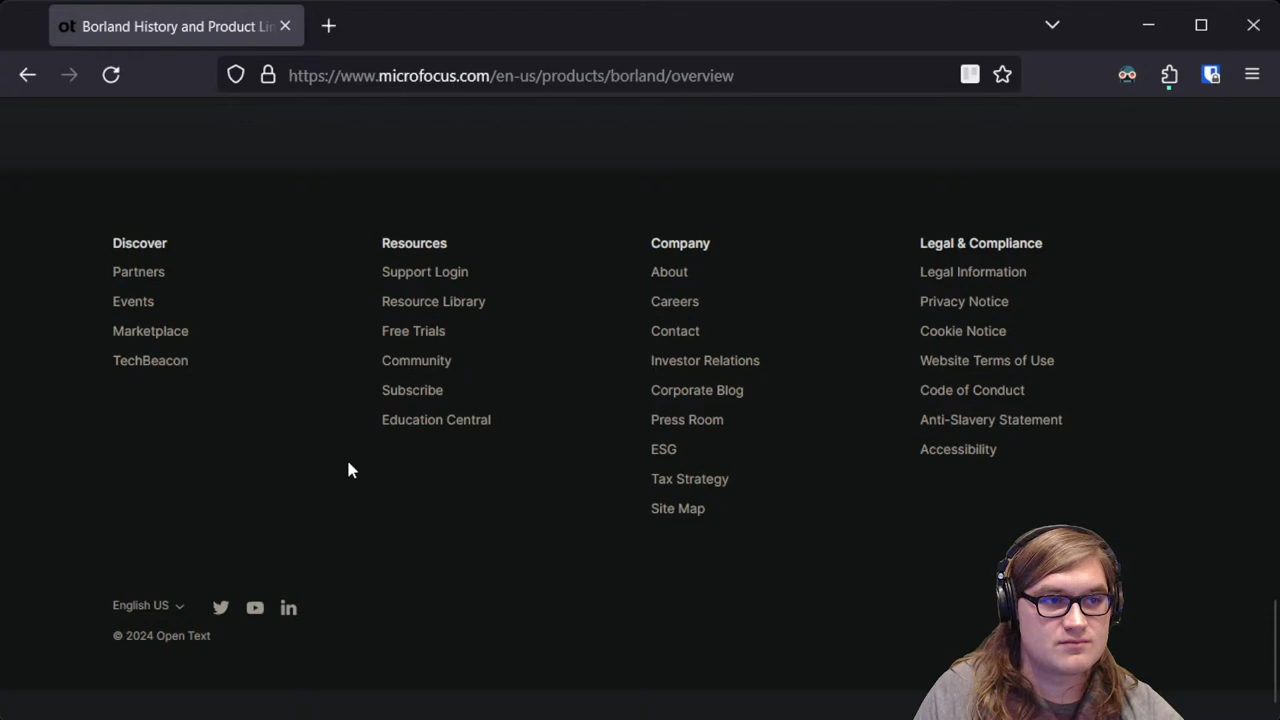 ot Borland History and Product Lin
https://www.microfocus.com/en-us/products/borland/overview
Discover
Partners
Events
Marketplace
TechBeacon
Resources
Support Login
Resource Library
Free Trials
Community
Subscribe
Education Central
Company
About
Careers
Contact
Investor Relations
Corporate Blog
Press Room
ESG
Tax Strategy
Site Map
Legal & Compliance
Legal Information
Privacy Notice
Cookie Notice
Website Terms of Use
Code of Conduct
Anti-Slavery Statement
Accessibility
English US
© 2024 Open Text